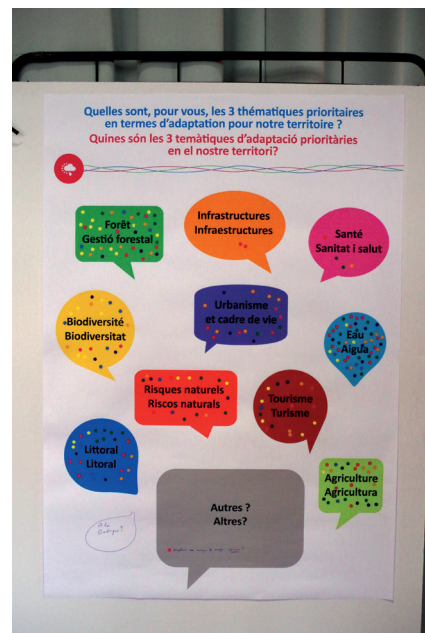 Quelles sont, pour vous, les 3 thématiques prioritaires
en termes d'adaptation pour notre territoire ?
Quines són les 3 temàtiques d'adaptació prioritàries
en el nostre territori?
Forêt
Gestió forestal
Infrastructures
Infraestructures
Santé
Sanitat i salut
Biodiversité
Biodiversitat
Urbanisme
et cadre de vie
Eau
Aigua
Risques naturels
Riscos naturals
Tourisme
Turisme
Littoral
Litoral
Agriculture
Agricultura
Autres ?
Altres?